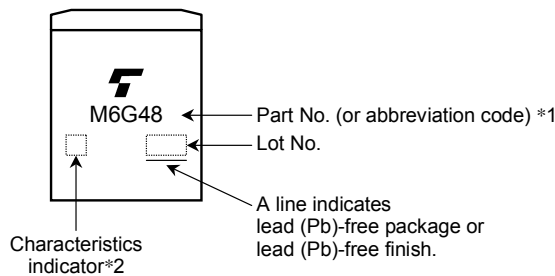 M6G48
Part No. (or abbreviation code) *1
Lot No.
A line indicates
lead (Pb)-free package or
lead (Pb)-free finish.
Characteristics
indicator*2